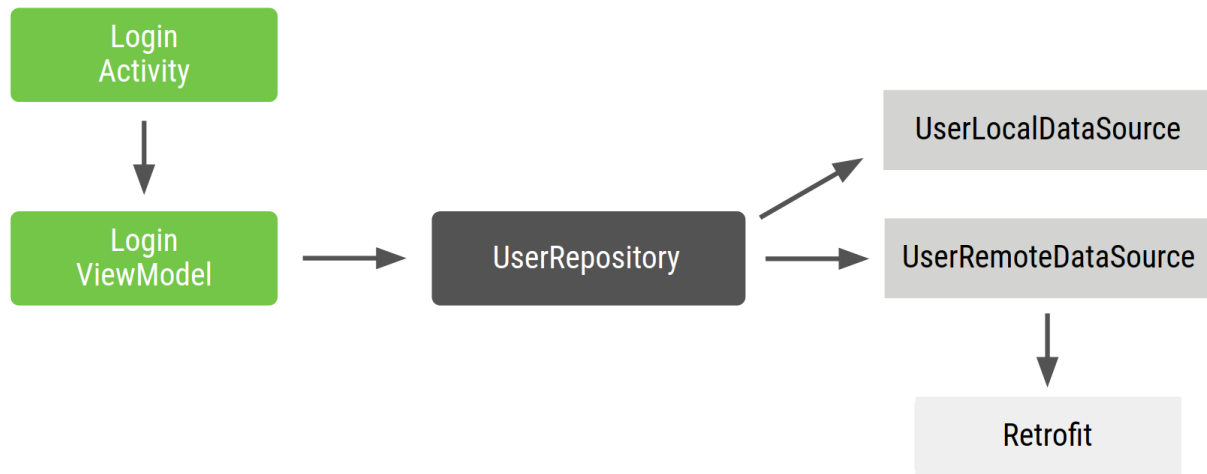 Login
Activity
Login
ViewModel
UserRepository
UserLocalDataSource
UserRemoteDataSource
Retrofit